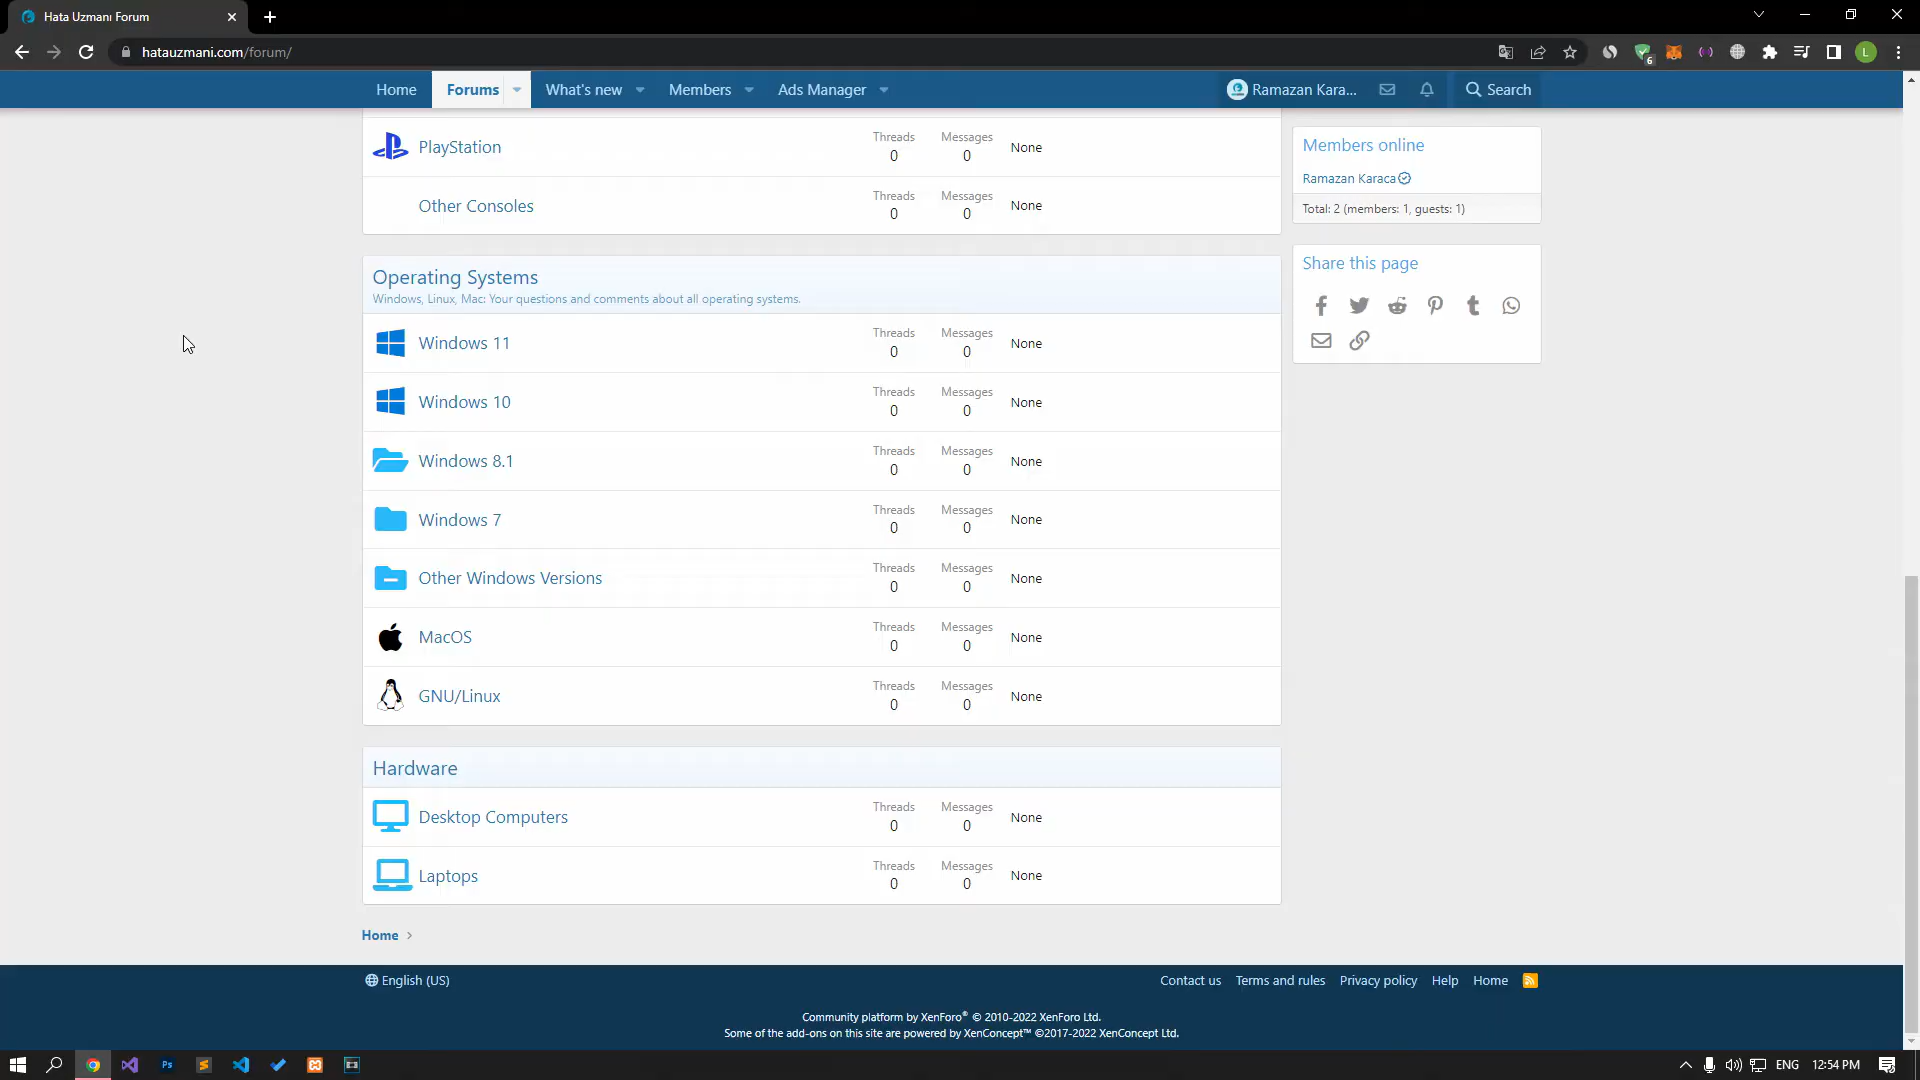 Hata Uzmanı Forum
hatauzmani.com/forum/
6
L
Home
Forums
What's new
Members
Ads Manager
Ramazan Kara...
Search
PlayStation
Threads
0
Messages
0
None
Other Consoles
Threads
0
Messages
0
None
Operating Systems
Windows, Linux, Mac: Your questions and comments about all operating systems.
Windows 11
Threads
0
Messages
0
None
Windows 10
Threads
0
Messages
0
None
Windows 8.1
Threads
0
Messages
0
None
Windows 7
Threads
0
Messages
0
None
Other Windows Versions
Threads
0
Messages
0
None
MacOS
Threads
0
Messages
0
None
GNU/Linux
Threads
0
Messages
0
None
Hardware
Desktop Computers
Threads
0
Messages
0
None
Laptops
Threads
0
Messages
0
None
Members online
Ramazan Karaca
Total: 2 (members: 1, guests: 1)
Share this page
Home
English (US)
Contact us
Terms and rules
Privacy policy
Help
Home
Community platform by XenForo® © 2010-2022 XenForo Ltd.
Some of the add-ons on this site are powered by XenConcept™ ©2017-2022 XenConcept Ltd.
Ps
ENG
12:54 PM